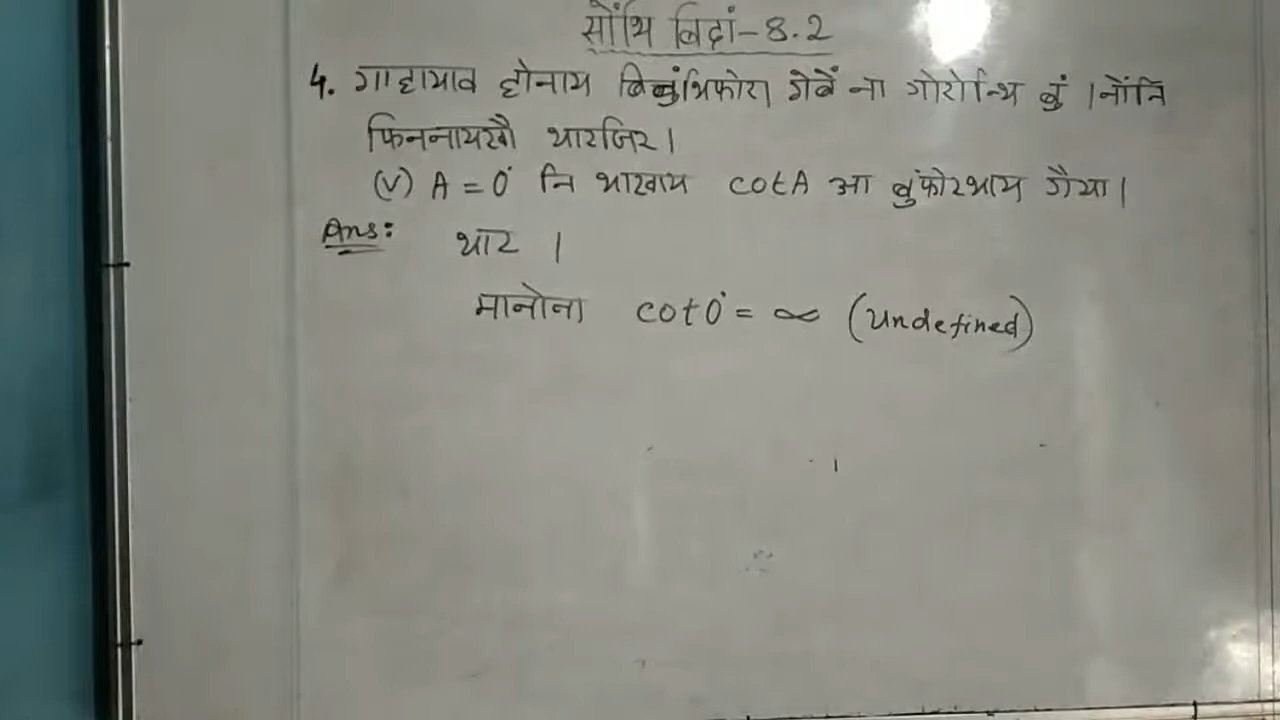 सोंथि बिदां-8.2
4. गाहायाव होनाय बिबुंथिफोरा गेबें ना गोरोन्थि बुं । नोंनि
फिननायखौ थारजिर।
(v) A = 0° नि थाखाय cotA आ बुंफोरथाय गैया।
Ans: थार ।
मानोना cot0° = ∞ (undefined)